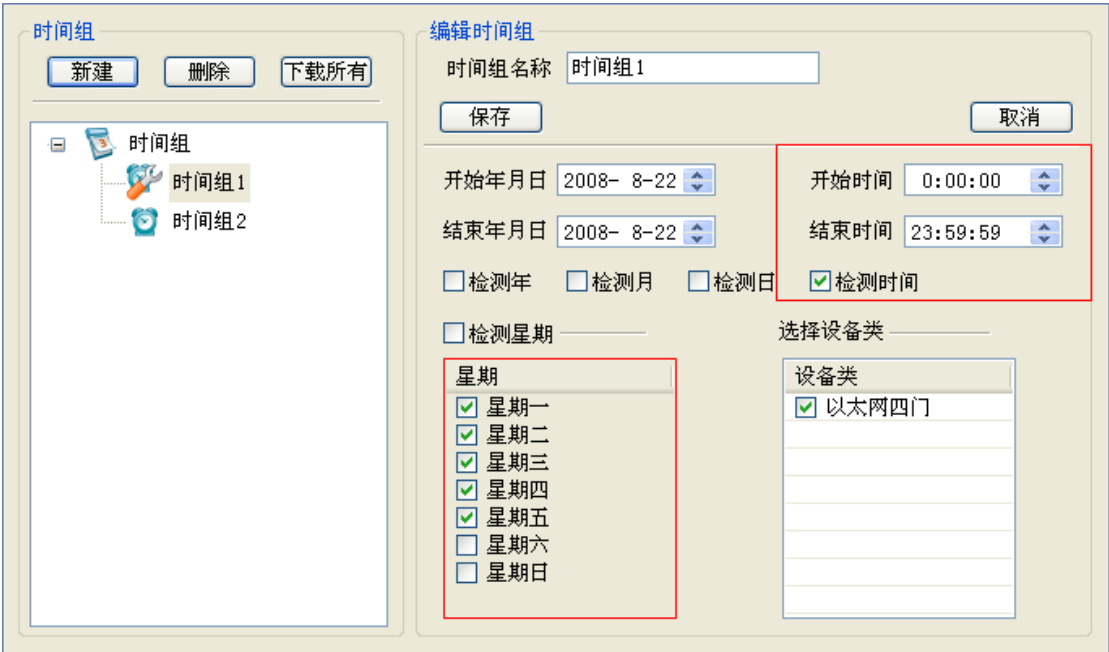 时间组
新建 删除 下载所有
时间组
时间组1
时间组2
编辑时间组
时间组名称 时间组1
保存 取消
开始年月日 2008- 8-22 开始时间 0:00:00
结束年月日 2008- 8-22 结束时间 23:59:59
检测年 检测月 检测日 检测时间
检测星期 选择设备类
星期
星期一
星期二
星期三
星期四
星期五
星期六
星期日
设备类
以太网四门